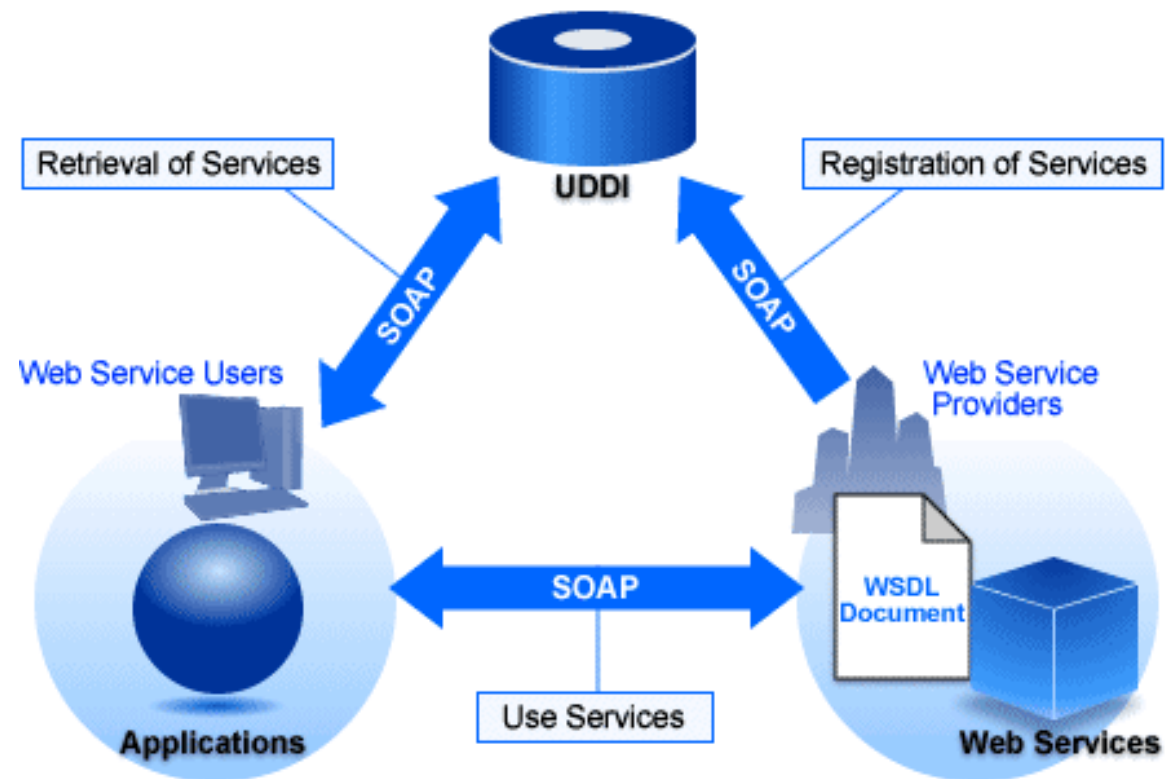 UDDI
Retrieval of Services
Registration of Services
SOAP
SOAP
Web Service Users
Web Service
Providers
SOAP
WSDL
Document
Use Services
Applications
Web Services